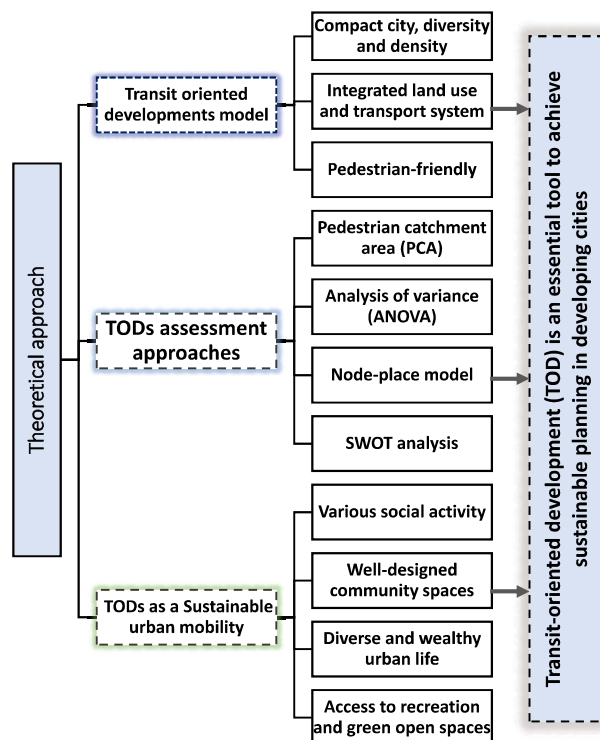 Theoretical approach
Transit oriented
developments model
Compact city, diversity
and density
Integrated land use
and transport system
Pedestrian-friendly
TODs assessment
approaches
Pedestrian catchment
area (PCA)
Analysis of variance
(ANOVA)
Node-place model
SWOT analysis
TODs as a Sustainable
urban mobility
Various social activity
Well-designed
community spaces
Diverse and wealthy
urban life
Access to recreation
and green open spaces
Transit-oriented development (TOD) is an essential tool to achieve
sustainable planning in developing cities